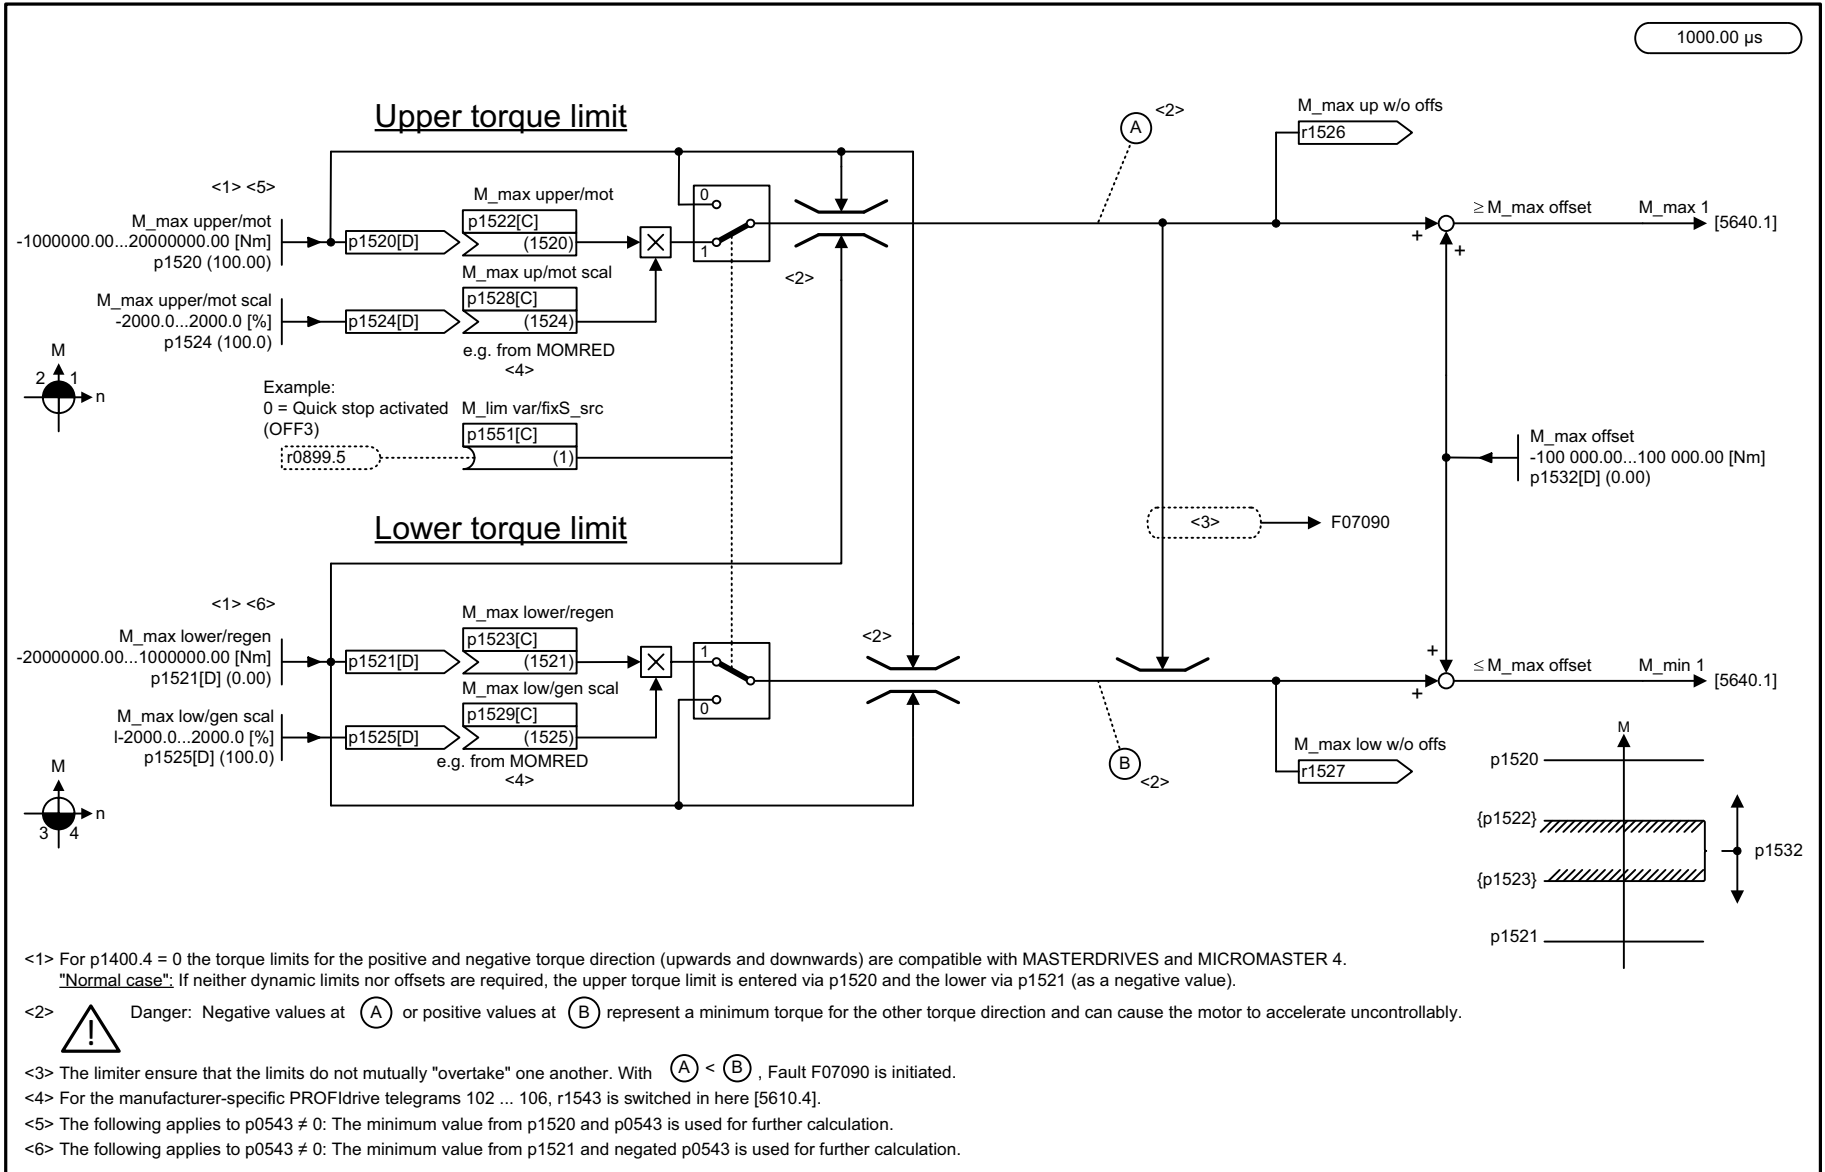 1000.00 µs
Upper torque limit
<1> <5>
M_max upper/mot
-1000000.00...20000000.00 [Nm]
p1520 (100.00)
p1520[D]
M_max upper/mot
p1522[C]
(1520)
M_max upper/mot scal
-2000.0...2000.0 [%]
p1524 (100.0)
p1524[D]
M_max up/mot scal
p1528[C]
(1524)
e.g. from MOMRED
<4>
0
1
<2>
A
<2>
M_max up w/o offs
r1526
+
+
≥ M_max offset
M_max 1
[5640.1]
M
2 1
n
Example:
0 = Quick stop activated
(OFF3)
r0899.5
M_lim var/fixS_src
p1551[C]
(1)
M_max offset
-100 000.00...100 000.00 [Nm]
p1532[D] (0.00)
<3>
F07090
Lower torque limit
<1> <6>
M_max lower/regen
-20000000.00...1000000.00 [Nm]
p1521[D] (0.00)
p1521[D]
M_max lower/regen
p1523[C]
(1521)
M_max low/gen scal
l-2000.0...2000.0 [%]
p1525[D] (100.0)
p1525[D]
M_max low/gen scal
p1529[C]
(1525)
e.g. from MOMRED
<4>
1
0
<2>
B
<2>
+
+
≤ M_max offset
M_min 1
[5640.1]
M_max low w/o offs
r1527
M
n
3 4
M
p1520
{p1522}
{p1523}
p1521
p1532
<1> For p1400.4 = 0 the torque limits for the positive and negative torque direction (upwards and downwards) are compatible with MASTERDRIVES and MICROMASTER 4.
"Normal case": If neither dynamic limits nor offsets are required, the upper torque limit is entered via p1520 and the lower via p1521 (as a negative value).
<2> ! Danger: Negative values at A or positive values at B represent a minimum torque for the other torque direction and can cause the motor to accelerate uncontrollably.
<3> The limiter ensure that the limits do not mutually "overtake" one another. With A < B , Fault F07090 is initiated.
<4> For the manufacturer-specific PROFIdrive telegrams 102 ... 106, r1543 is switched in here [5610.4].
<5> The following applies to p0543 ≠ 0: The minimum value from p1520 and p0543 is used for further calculation.
<6> The following applies to p0543 ≠ 0: The minimum value from p1521 and negated p0543 is used for further calculation.